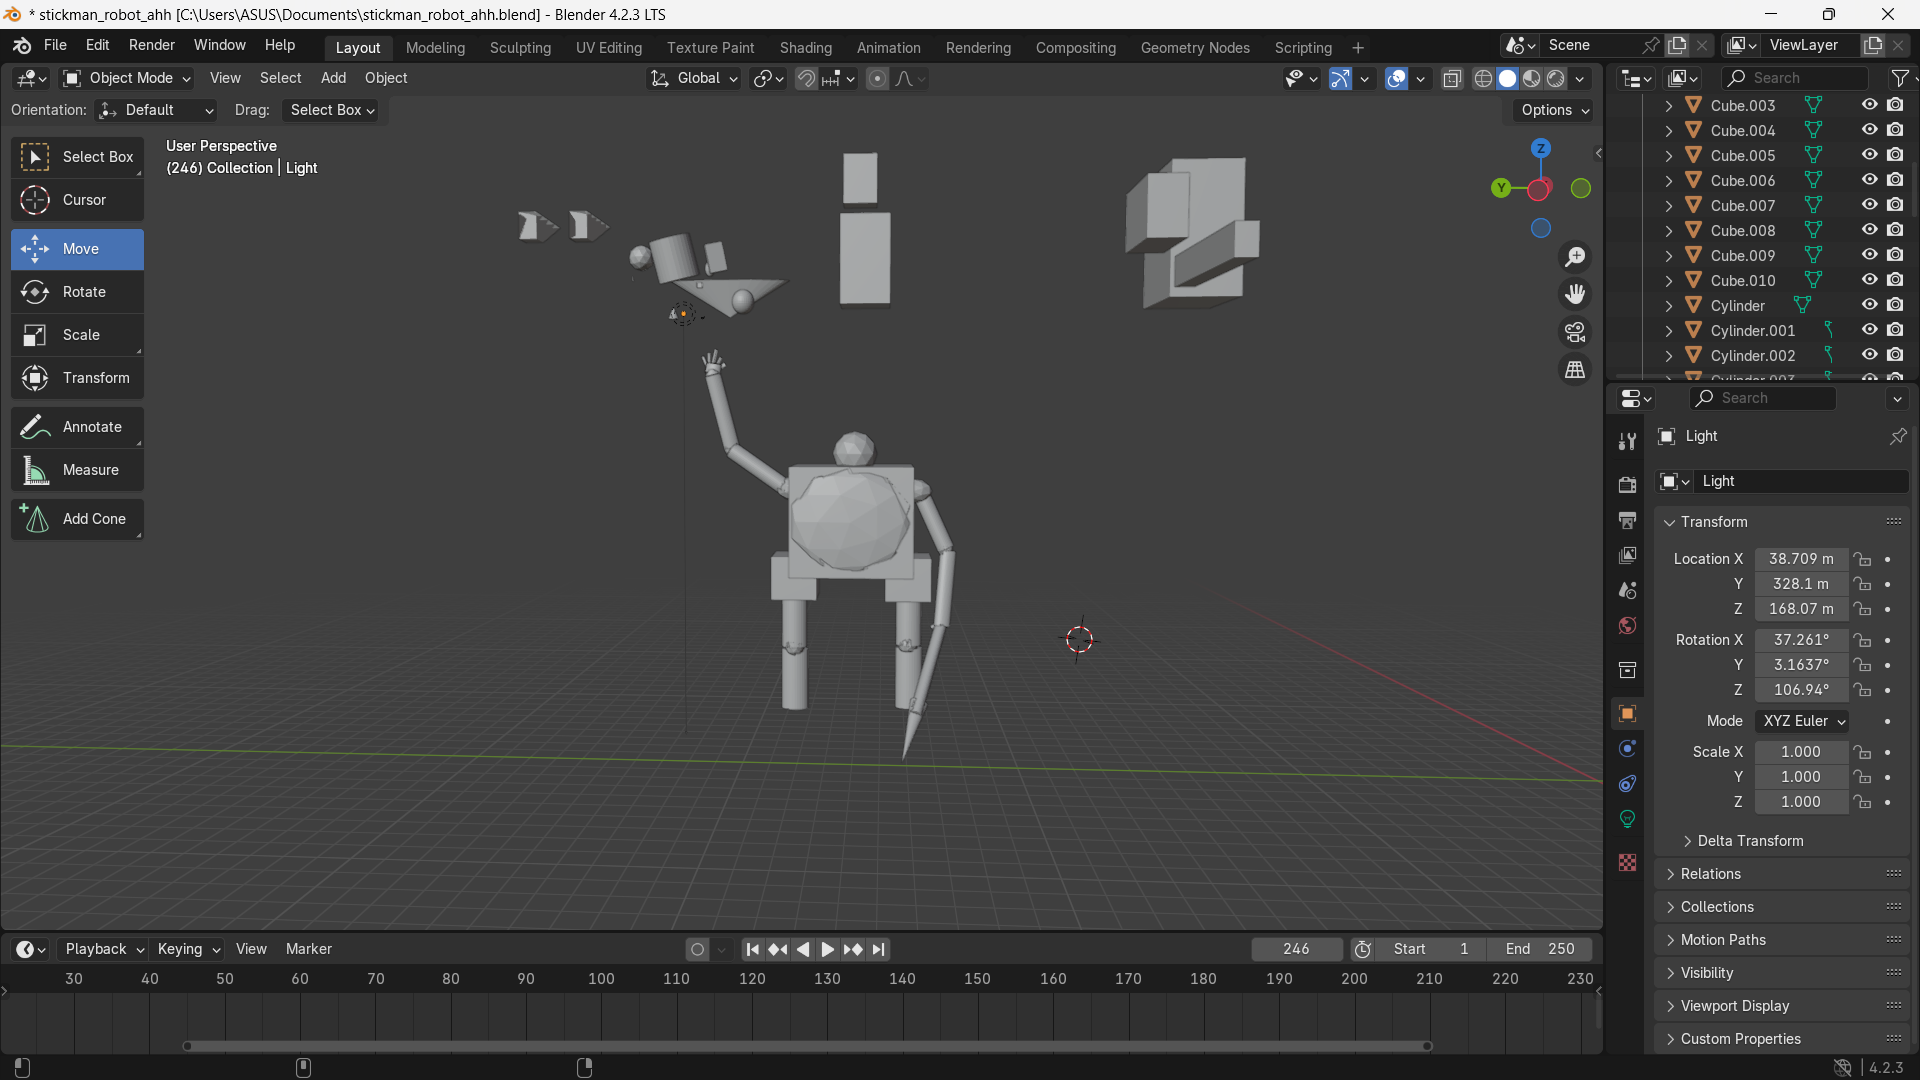 * stickman_robot_ahh [C:\Users\ASUS\Documents\stickman_robot_ahh.blend] - Blender 4.2.3 LTS
File Edit Render Window Help Layout Modeling Sculpting UV Editing Texture Paint Shading Animation Rendering Compositing Geometry Nodes Scripting + Scene ViewLayer
Object Mode View Select Add Object Global Search
Orientation: Default Drag: Select Box Options
User Perspective
(246) Collection | Light
Select Box
Cursor
Move
Rotate
Scale
Transform
Annotate
Measure
Add Cone
Z
Y
Cube.003
Cube.004
Cube.005
Cube.006
Cube.007
Cube.008
Cube.009
Cube.010
Cylinder
Cylinder.001
Cylinder.002
Cylinder.003
Search
Light
Light
Transform
Location X 38.709 m
Y 328.1 m
Z 168.07 m
Rotation X 37.261°
Y 3.1637°
Z 106.94°
Mode XYZ Euler
Scale X 1.000
Y 1.000
Z 1.000
Delta Transform
Relations
Collections
Motion Paths
Visibility
Viewport Display
Custom Properties
Playback Keying View Marker 246 Start 1 End 250
30 40 50 60 70 80 90 100 110 120 130 140 150 160 170 180 190 200 210 220 230
4.2.3